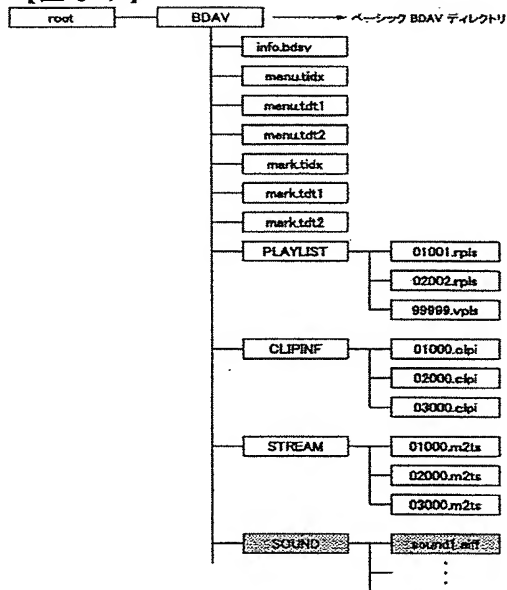 root
BDAV
ベーシック BDAV ディレクトリ
info.bdav
menu.tidx
menu.tdt1
menu.tdt2
mark.tidx
mark.tdt1
mark.tdt2
PLAYLIST
01001.rpls
02002.rpls
99999.vpls
CLIPINF
01000.clpi
02000.clpi
03000.clpi
STREAM
01000.m2ts
02000.m2ts
03000.m2ts
SOUND